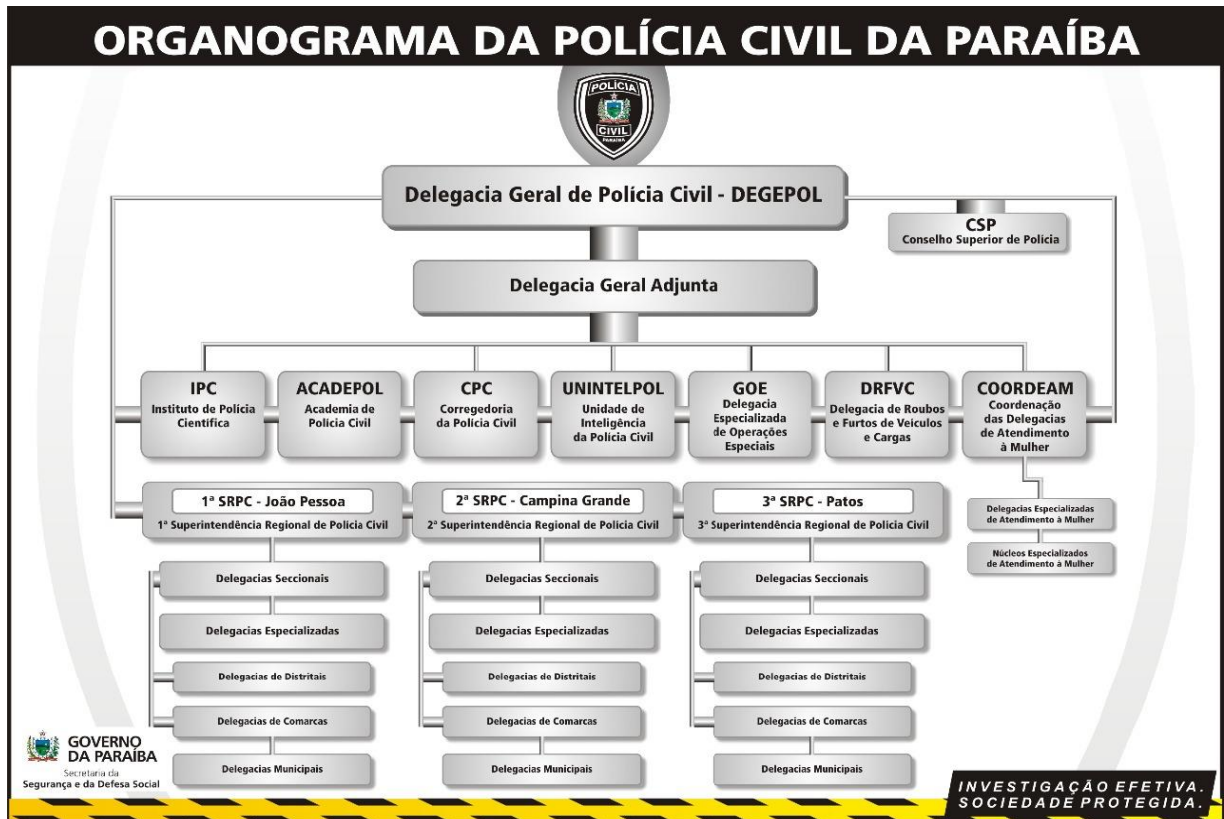 ORGANOGRAMA DA POLÍCIA CIVIL DA PARAÍBA
POLÍCIA
CIVIL
PARAÍBA
Delegacia Geral de Polícia Civil - DEGEPOL
CSP
Conselho Superior de Polícia
Delegacia Geral Adjunta
IPC
Instituto de Polícia
Científica
ACADEPOL
Academia de
Polícia Civil
CPC
Corregedoria
da Polícia Civil
UNINTELPOL
Unidade de
Inteligência
da Polícia Civil
GOE
Delegacia
Especializada
de Operações
Especiais
DRFVC
Delegacia de Roubos
e Furtos de Veículos
e Cargas
COORDEAM
Coordenação
das Delegacias
de Atendimento
à Mulher
Delegacias Especializadas
de Atendimento à Mulher
Núcleos Especializados
de Atendimento à Mulher
1ª SRPC - João Pessoa
1ª Superintendência Regional de Polícia Civil
Delegacias Seccionais
Delegacias Especializadas
Delegacias de Distritais
Delegacias de Comarcas
Delegacias Municipais
2ª SRPC - Campina Grande
2ª Superintendência Regional de Polícia Civil
Delegacias Seccionais
Delegacias Especializadas
Delegacias de Distritais
Delegacias de Comarcas
Delegacias Municipais
3ª SRPC - Patos
3ª Superintendência Regional de Polícia Civil
Delegacias Seccionais
Delegacias Especializadas
Delegacias de Distritais
Delegacias de Comarcas
Delegacias Municipais
GOVERNO
DA PARAÍBA
Secretaria da
Segurança e da Defesa Social
INVESTIGAÇÃO EFETIVA.
SOCIEDADE PROTEGIDA.